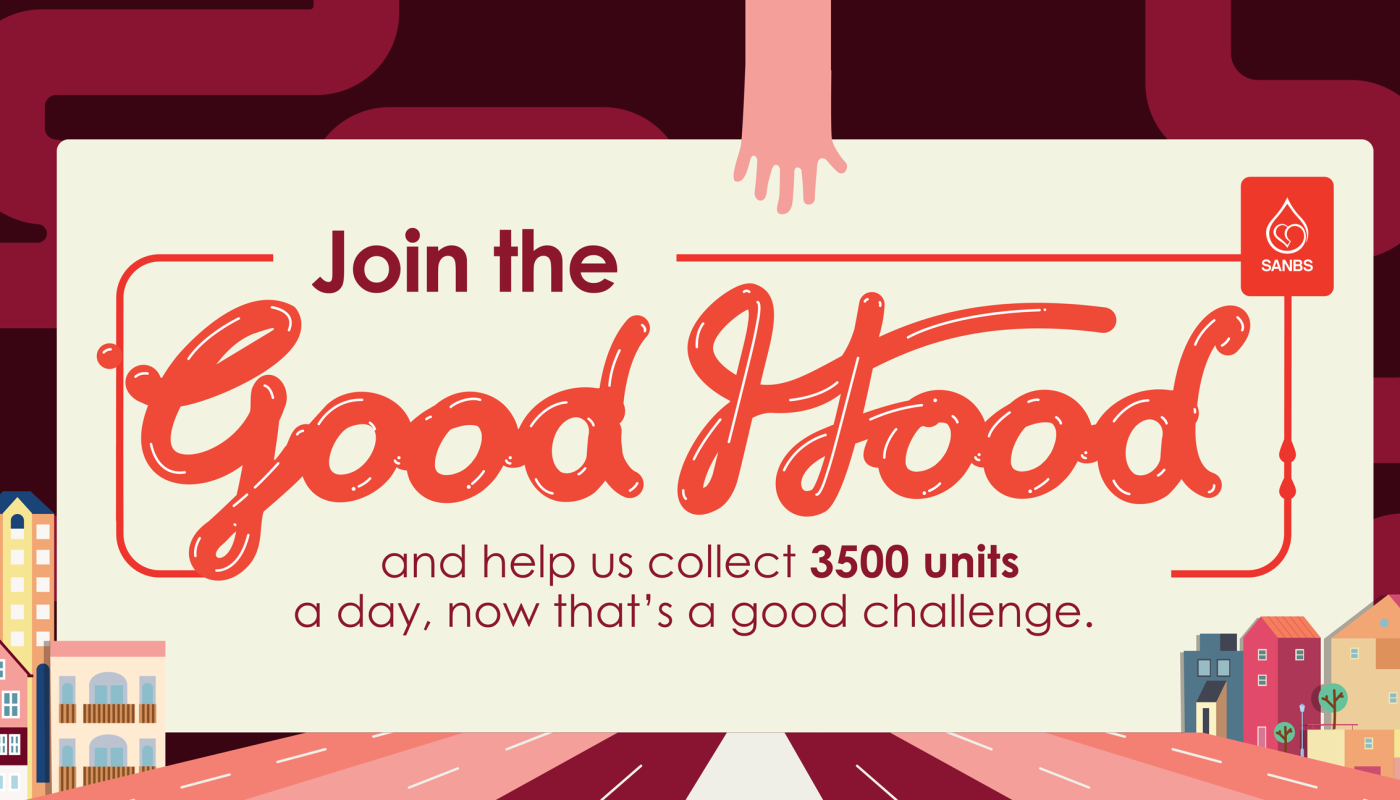 Join the
SANBS
Good Hood
and help us collect 3500 units
a day, now that’s a good challenge.